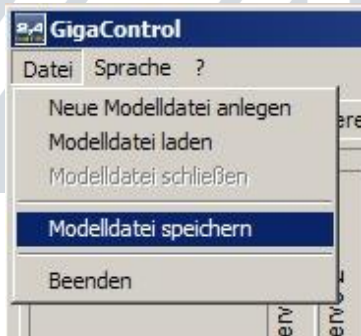 GigaControl
Datei Sprache ?
Neue Modelldatei anlegen
Modelldatei laden
Modelldatei schließen
Modelldatei speichern
Beenden